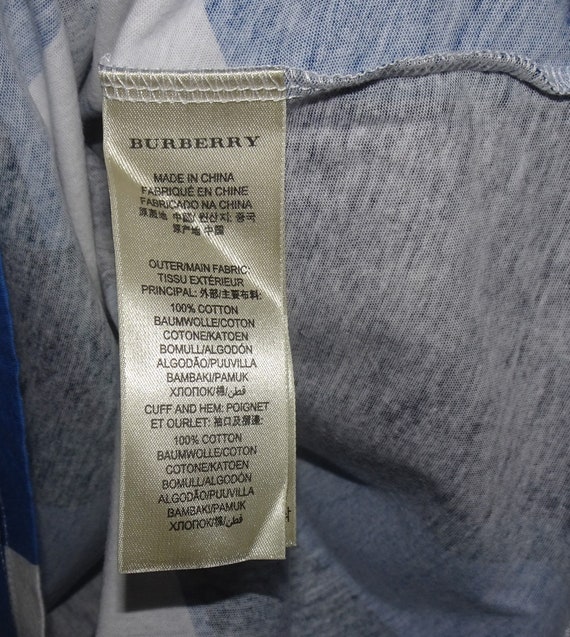 BURBERRY
MADE IN CHINA
FABRIQUÉ EN CHINE
FABRICADO NA CHINA
原產地 中國/ 원산지: 중국
原产地 中国
OUTER/MAIN FABRIC:
TISSU EXTÉRIEUR
PRINCIPAL: 外部/主要布料:
100% COTTON
BAUMWOLLE/COTON
COTONE/KATOEN
BOMULL/ALGODÓN
ALGODÃO/PUUVILLA
BAMBAKI/PAMUK
ХЛОПОК/棉/قطن
CUFF AND HEM: POIGNET
ET OURLET: 袖口及摺邊:
100% COTTON
BAUMWOLLE/COTON
COTONE/KATOEN
BOMULL/ALGODÓN
ALGODÃO/PUUVILLA
BAMBAKI/PAMUK
ХЛОПОК/棉/قطن